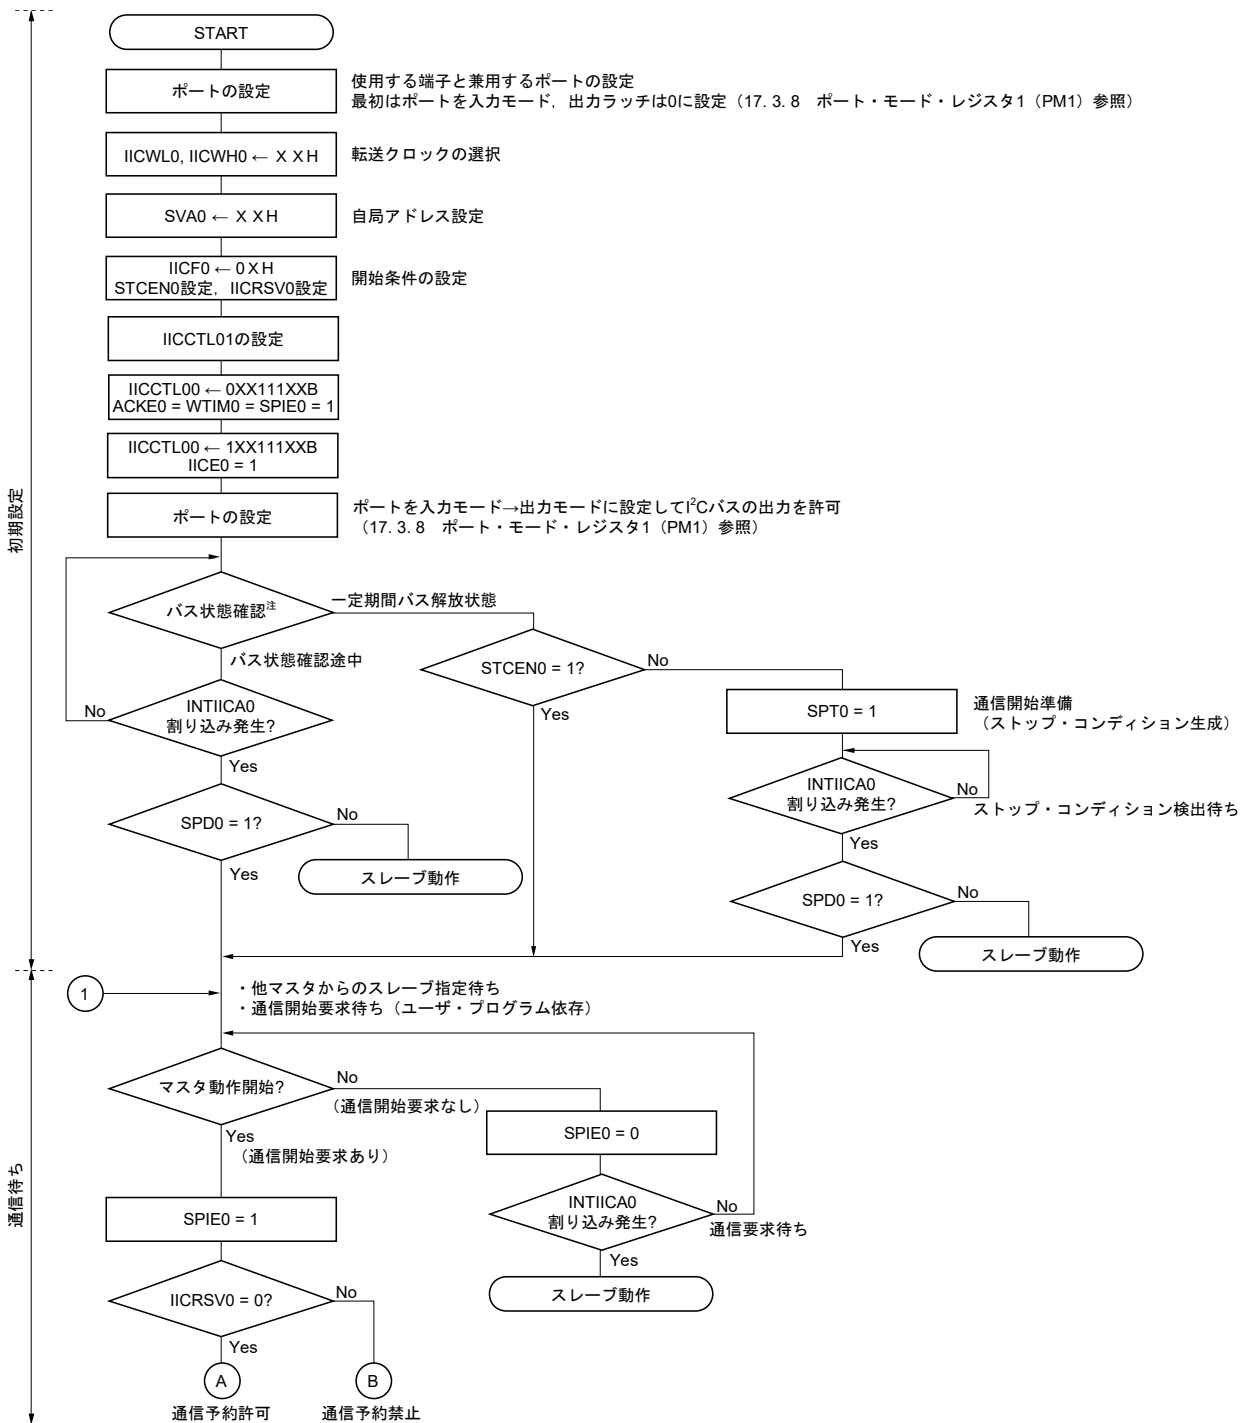 START
ポートの設定
使用する端子と兼用するポートの設定
最初はポートを入力モード，出力ラッチは0に設定（17. 3. 8　ポート・モード・レジスタ1（PM1）参照）
IICWL0, IICWH0 ← X X H
転送クロックの選択
SVA0 ← X X H
自局アドレス設定
IICF0 ← 0 X H
STCEN0設定，IICRSV0設定
開始条件の設定
IICCTL01の設定
IICCTL00 ← 0XX111XXB
ACKE0 = WTIM0 = SPIE0 = 1
IICCTL00 ← 1XX111XXB
IICE0 = 1
ポートの設定
ポートを入力モード→出力モードに設定してI²Cバスの出力を許可
（17. 3. 8　ポート・モード・レジスタ1（PM1）参照）
初期設定
バス状態確認注
一定期間バス解放状態
バス状態確認途中
STCEN0 = 1?
No
Yes
SPT0 = 1
通信開始準備
（ストップ・コンディション生成）
INTIICA0
割り込み発生?
No
Yes
INTIICA0
割り込み発生?
No
ストップ・コンディション検出待ち
Yes
SPD0 = 1?
No
Yes
スレーブ動作
SPD0 = 1?
No
Yes
スレーブ動作
1
・他マスタからのスレーブ指定待ち
・通信開始要求待ち（ユーザ・プログラム依存）
通信待ち
マスタ動作開始?
No
（通信開始要求なし）
Yes
（通信開始要求あり）
SPIE0 = 0
INTIICA0
割り込み発生?
No
通信要求待ち
Yes
スレーブ動作
SPIE0 = 1
IICRSV0 = 0?
No
Yes
A
B
通信予約許可
通信予約禁止